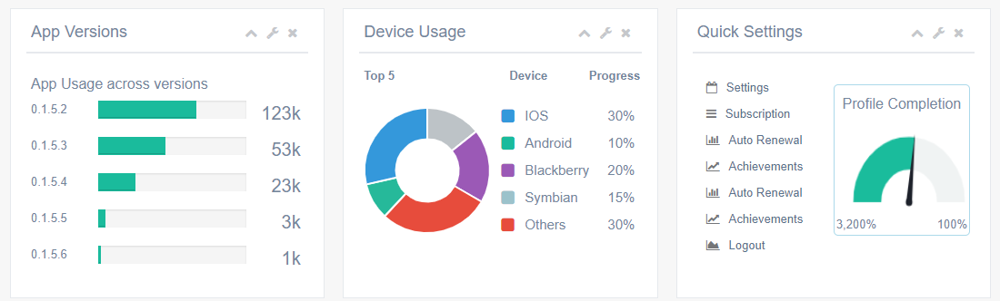 App Versions
App Usage across versions
0.1.5.2 123k
0.1.5.3 53k
0.1.5.4 23k
0.1.5.5 3k
0.1.5.6 1k
Device Usage
Top 5 Device Progress
IOS 30%
Android 10%
Blackberry 20%
Symbian 15%
Others 30%
Quick Settings
Settings
Subscription
Auto Renewal
Achievements
Auto Renewal
Achievements
Logout
Profile Completion
3,200% 100%